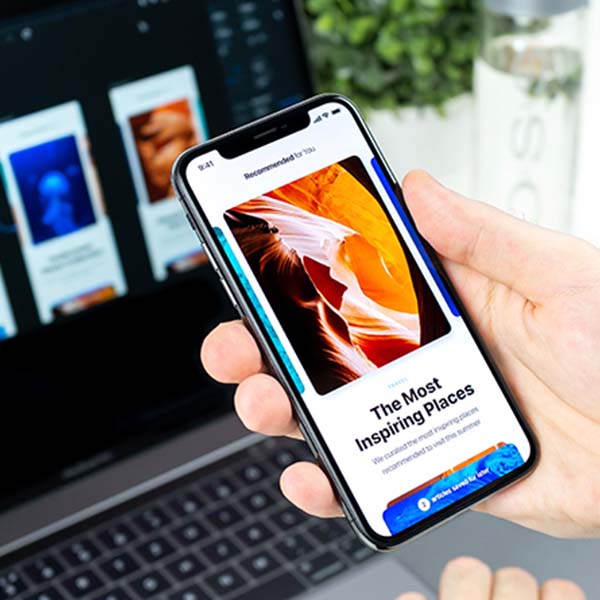 9:41
Recommended for You
TRAVEL
The Most
Inspiring Places
We curated the most inspiring places
recommended to visit this summer
2 articles saved for later